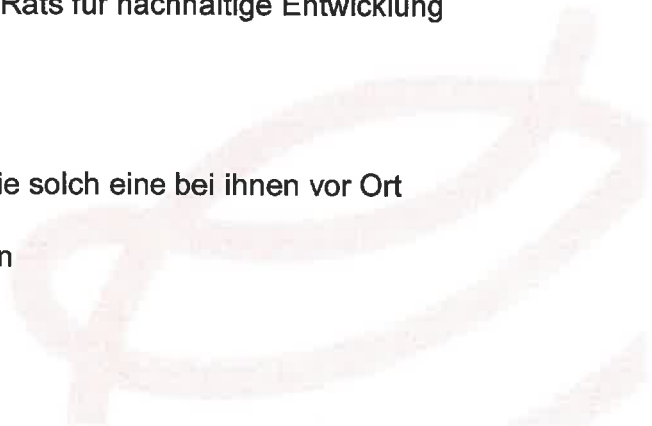 Rats für nachhaltige Entwicklung
ie solch eine bei ihnen vor Ort
n